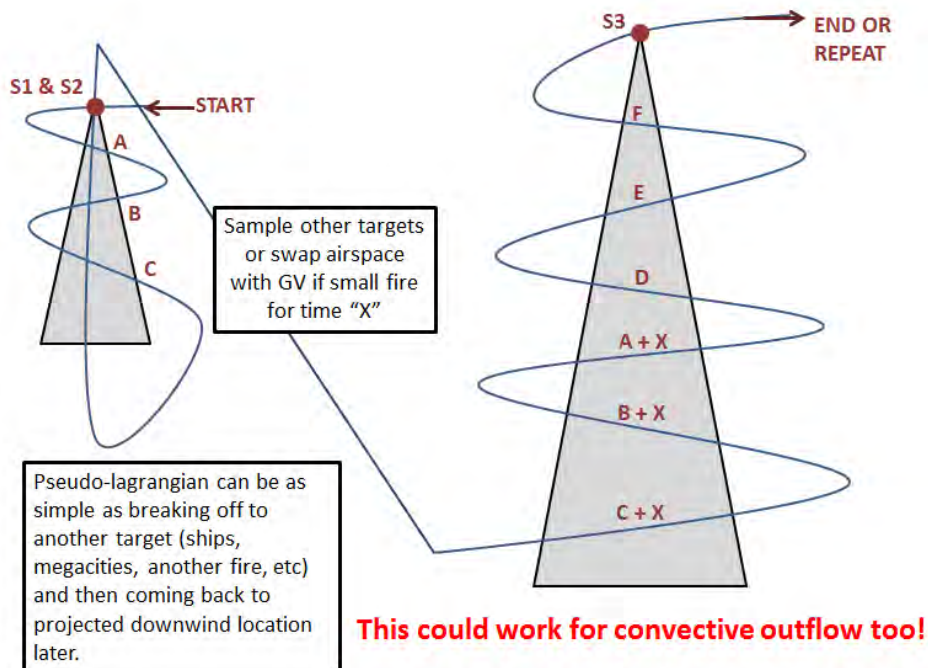 S1 & S2
START
A
B
C
Sample other targets
or swap airspace
with GV if small fire
for time “X”
Pseudo-lagrangian can be as
simple as breaking off to
another target (ships,
megacities, another fire, etc)
and then coming back to
projected downwind location
later.
S3
END OR
REPEAT
F
E
D
A + X
B + X
C + X
This could work for convective outflow too!